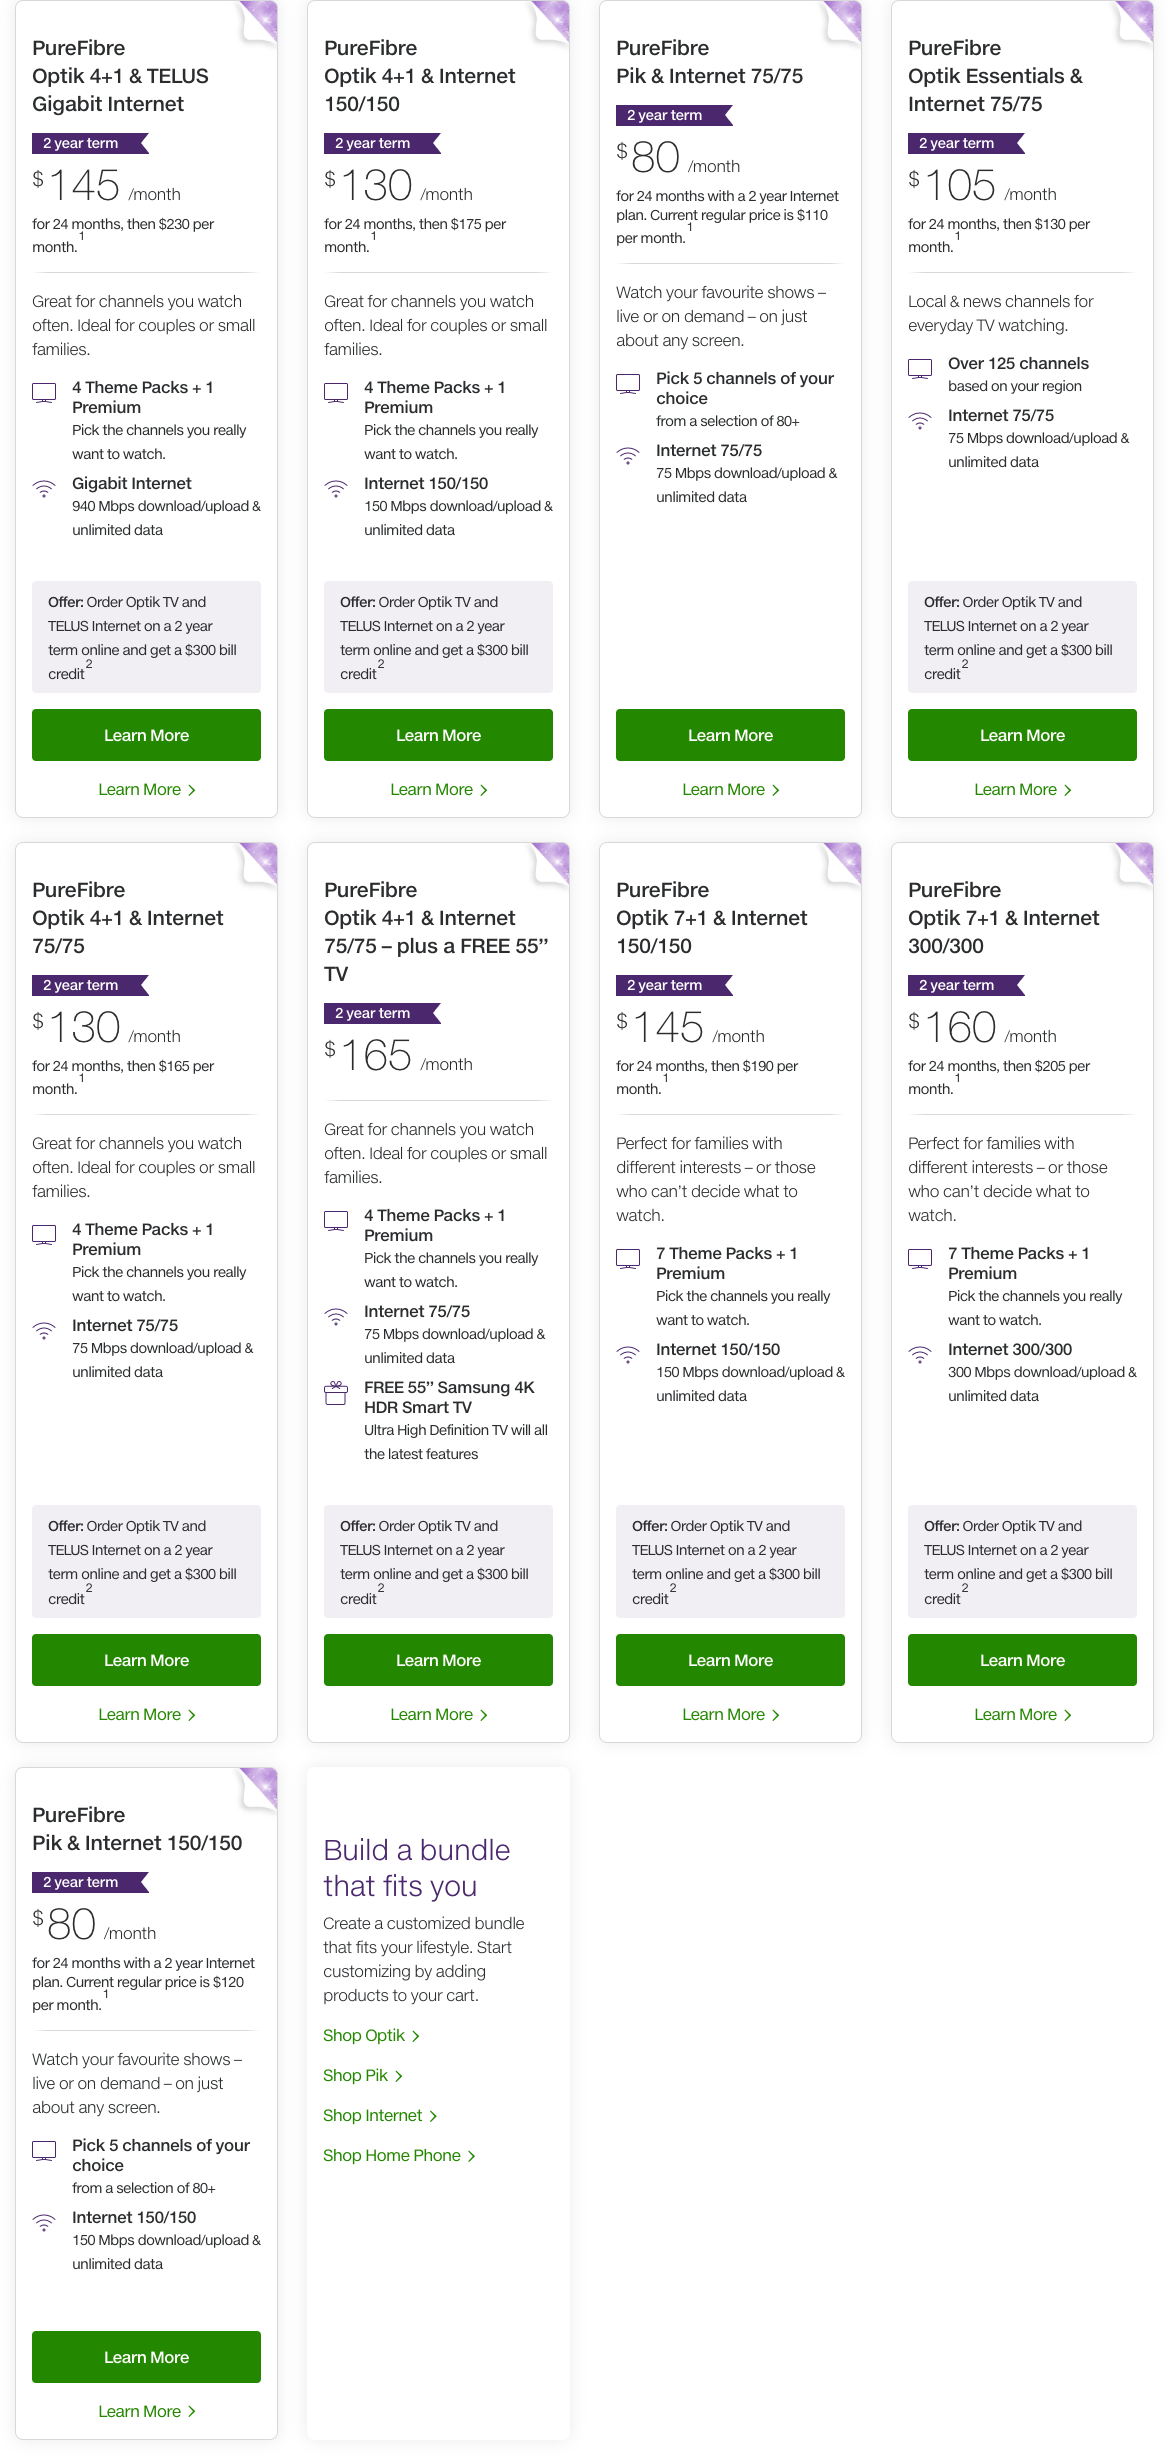 PureFibre
Optik 4+1 & TELUS
Gigabit Internet
2 year term
$145 /month
for 24 months, then $230 per
month.1
Great for channels you watch
often. Ideal for couples or small
families.
4 Theme Packs + 1
Premium
Pick the channels you really
want to watch.
Gigabit Internet
940 Mbps download/upload &
unlimited data
Offer: Order Optik TV and
TELUS Internet on a 2 year
term online and get a $300 bill
credit2
Learn More
Learn More
PureFibre
Optik 4+1 & Internet
150/150
2 year term
$130 /month
for 24 months, then $175 per
month.1
Great for channels you watch
often. Ideal for couples or small
families.
4 Theme Packs + 1
Premium
Pick the channels you really
want to watch.
Internet 150/150
150 Mbps download/upload &
unlimited data
Offer: Order Optik TV and
TELUS Internet on a 2 year
term online and get a $300 bill
credit2
Learn More
Learn More
PureFibre
Pik & Internet 75/75
2 year term
$80 /month
for 24 months with a 2 year Internet
plan. Current regular price is $110
per month.1
Watch your favourite shows –
live or on demand – on just
about any screen.
Pick 5 channels of your
choice
from a selection of 80+
Internet 75/75
75 Mbps download/upload &
unlimited data
Learn More
Learn More
PureFibre
Optik Essentials &
Internet 75/75
2 year term
$105 /month
for 24 months, then $130 per
month.1
Local & news channels for
everyday TV watching.
Over 125 channels
based on your region
Internet 75/75
75 Mbps download/upload &
unlimited data
Offer: Order Optik TV and
TELUS Internet on a 2 year
term online and get a $300 bill
credit2
Learn More
Learn More
PureFibre
Optik 4+1 & Internet
75/75
2 year term
$130 /month
for 24 months, then $165 per
month.1
Great for channels you watch
often. Ideal for couples or small
families.
4 Theme Packs + 1
Premium
Pick the channels you really
want to watch.
Internet 75/75
75 Mbps download/upload &
unlimited data
Offer: Order Optik TV and
TELUS Internet on a 2 year
term online and get a $300 bill
credit2
Learn More
Learn More
PureFibre
Optik 4+1 & Internet
75/75 – plus a FREE 55”
TV
2 year term
$165 /month
Great for channels you watch
often. Ideal for couples or small
families.
4 Theme Packs + 1
Premium
Pick the channels you really
want to watch.
Internet 75/75
75 Mbps download/upload &
unlimited data
FREE 55” Samsung 4K
HDR Smart TV
Ultra High Definition TV will all
the latest features
Offer: Order Optik TV and
TELUS Internet on a 2 year
term online and get a $300 bill
credit2
Learn More
Learn More
PureFibre
Optik 7+1 & Internet
150/150
2 year term
$145 /month
for 24 months, then $190 per
month.1
Perfect for families with
different interests – or those
who can’t decide what to
watch.
7 Theme Packs + 1
Premium
Pick the channels you really
want to watch.
Internet 150/150
150 Mbps download/upload &
unlimited data
Offer: Order Optik TV and
TELUS Internet on a 2 year
term online and get a $300 bill
credit2
Learn More
Learn More
PureFibre
Optik 7+1 & Internet
300/300
2 year term
$160 /month
for 24 months, then $205 per
month.1
Perfect for families with
different interests – or those
who can’t decide what to
watch.
7 Theme Packs + 1
Premium
Pick the channels you really
want to watch.
Internet 300/300
300 Mbps download/upload &
unlimited data
Offer: Order Optik TV and
TELUS Internet on a 2 year
term online and get a $300 bill
credit2
Learn More
Learn More
PureFibre
Pik & Internet 150/150
2 year term
$80 /month
for 24 months with a 2 year Internet
plan. Current regular price is $120
per month.1
Watch your favourite shows –
live or on demand – on just
about any screen.
Pick 5 channels of your
choice
from a selection of 80+
Internet 150/150
150 Mbps download/upload &
unlimited data
Learn More
Learn More
Build a bundle
that fits you
Create a customized bundle
that fits your lifestyle. Start
customizing by adding
products to your cart.
Shop Optik
Shop Pik
Shop Internet
Shop Home Phone